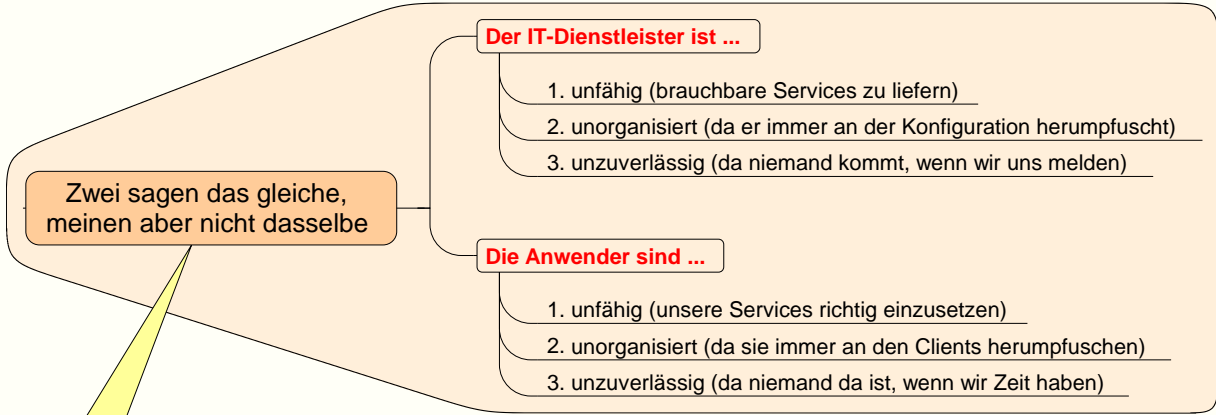 Der IT-Dienstleister ist ...
1. unfähig (brauchbare Services zu liefern)
2. unorganisiert (da er immer an der Konfiguration herumpfuscht)
3. unzuverlässig (da niemand kommt, wenn wir uns melden)
Zwei sagen das gleiche,
meinen aber nicht dasselbe
Die Anwender sind ...
1. unfähig (unsere Services richtig einzusetzen)
2. unorganisiert (da sie immer an den Clients herumpfuschen)
3. unzuverlässig (da niemand da ist, wenn wir Zeit haben)